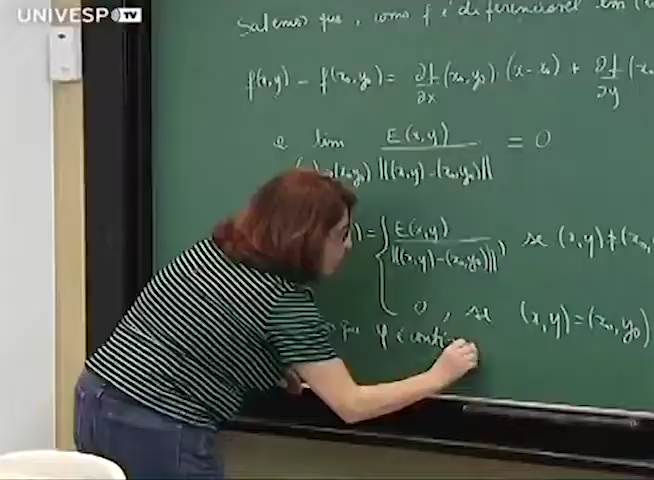 UNIVESP TV
Sabemos que, como f é diferenciável em
f(x,y) - f(x₀,y₀) = ∂f/∂x (x₀,y₀) · (x-x₀) + ∂f/∂y (x₀
e lim E(x,y) / ||(x,y)-(x₀,y₀)|| = 0
) = { E(x,y) / ||(x,y)-(x₀,y₀)||, se (x,y) ≠ (x₀,
0, se (x,y)=(x₀,y₀)
que φ é contí